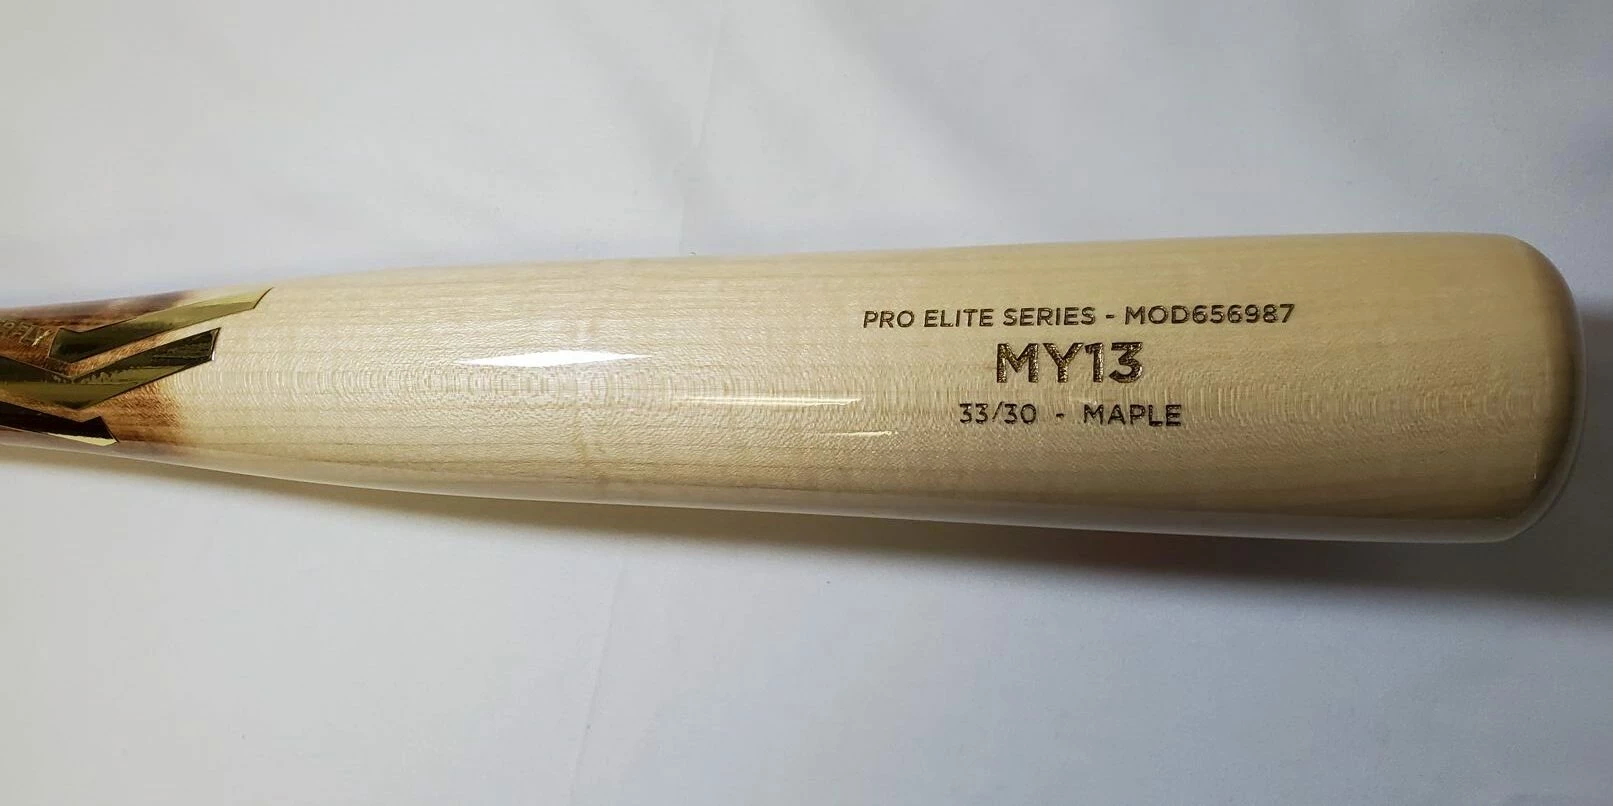 PRO ELITE SERIES - MOD656987
MY13
33/30 - MAPLE